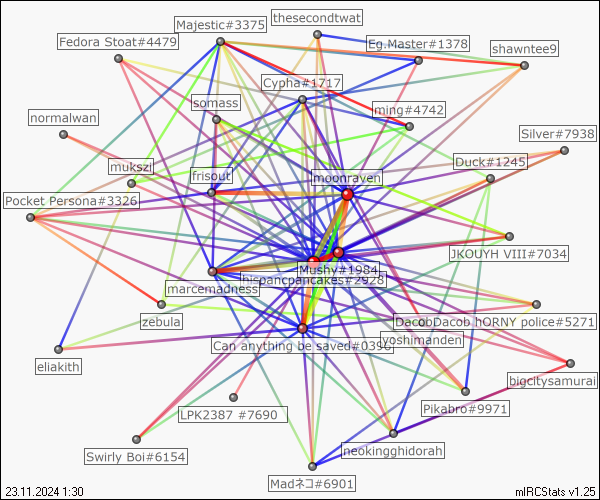 thesecondtwat
Majestic#3375
Fedora Stoat#4479
Eg.Master#1378
shawntee9
Cypha#1717
somass
ming#4742
normalwan
Silver#7938
mukszi
Duck#1245
frisout
moonraven
Pocket Persona#3326
JKOUYH VIII#7034
Mushy#1984
hispancpancakes#2928
marcemadness
zebula
DacobDacob hORNY police#5271
Can anything be saved#0396
yoshimanden
eliakith
bigcitysamurai
LPK2387 #7690
Pikabro#9971
neokingghidorah
Swirly Boi#6154
Madネコ#6901
23.11.2024 1:30
mIRCStats v1.25